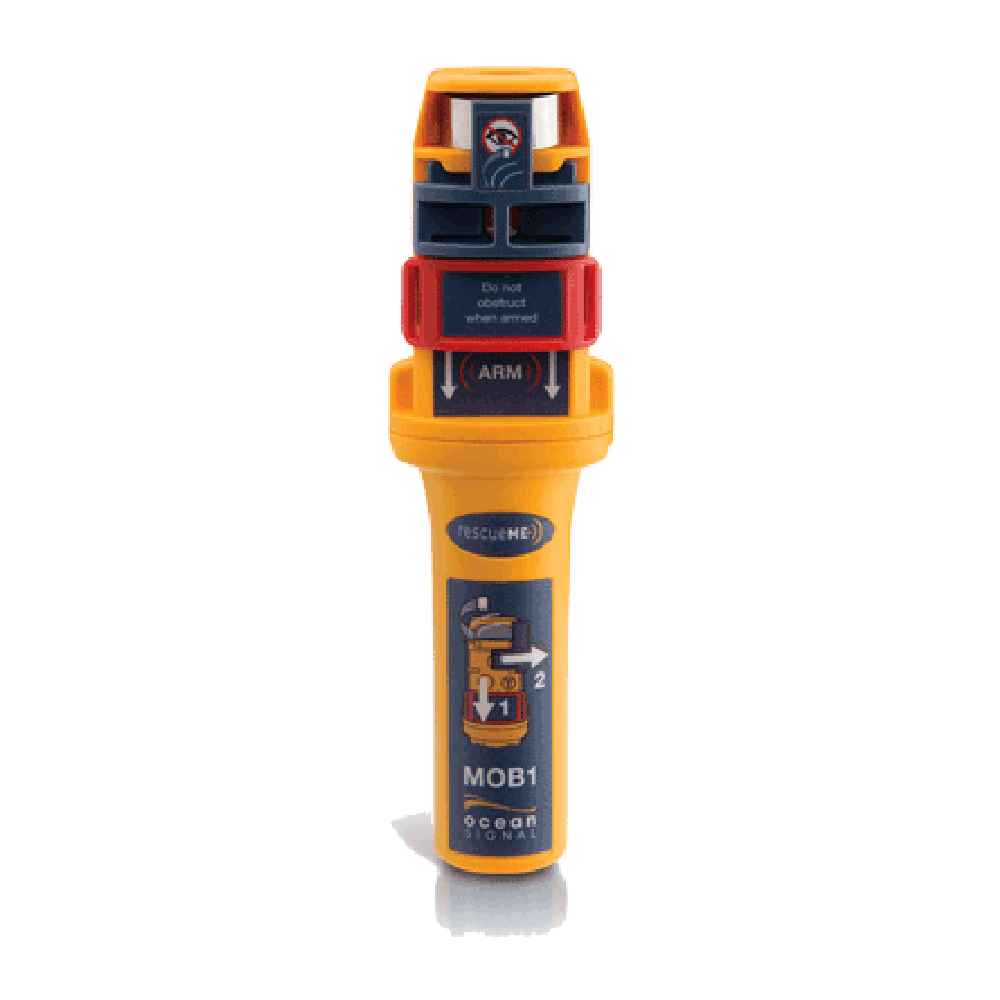 Do not
obstruct
when armed
ARM
rescueME
2
1
MOB1
ocean
SIGNAL